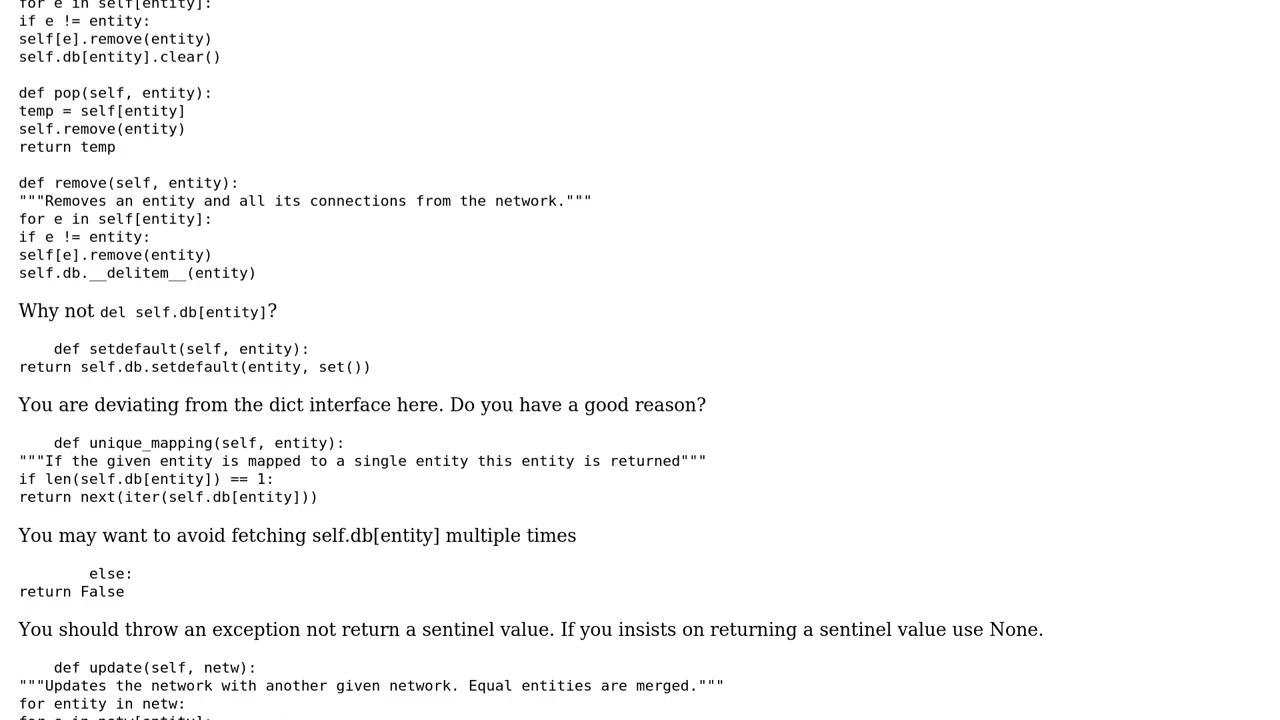 for e in self[entity]:
if e != entity:
self[e].remove(entity)
self.db[entity].clear()
def pop(self, entity):
temp = self[entity]
self.remove(entity)
return temp
def remove(self, entity):
"""Removes an entity and all its connections from the network."""
for e in self[entity]:
if e != entity:
self[e].remove(entity)
self.db.__delitem__(entity)
Why not del self.db[entity]?
def setdefault(self, entity):
return self.db.setdefault(entity, set())
You are deviating from the dict interface here. Do you have a good reason?
def unique_mapping(self, entity):
"""If the given entity is mapped to a single entity this entity is returned"""
if len(self.db[entity]) == 1:
return next(iter(self.db[entity]))
You may want to avoid fetching self.db[entity] multiple times
else:
return False
You should throw an exception not return a sentinel value. If you insists on returning a sentinel value use None.
def update(self, netw):
"""Updates the network with another given network. Equal entities are merged."""
for entity in netw:
for e in netw[entity]: